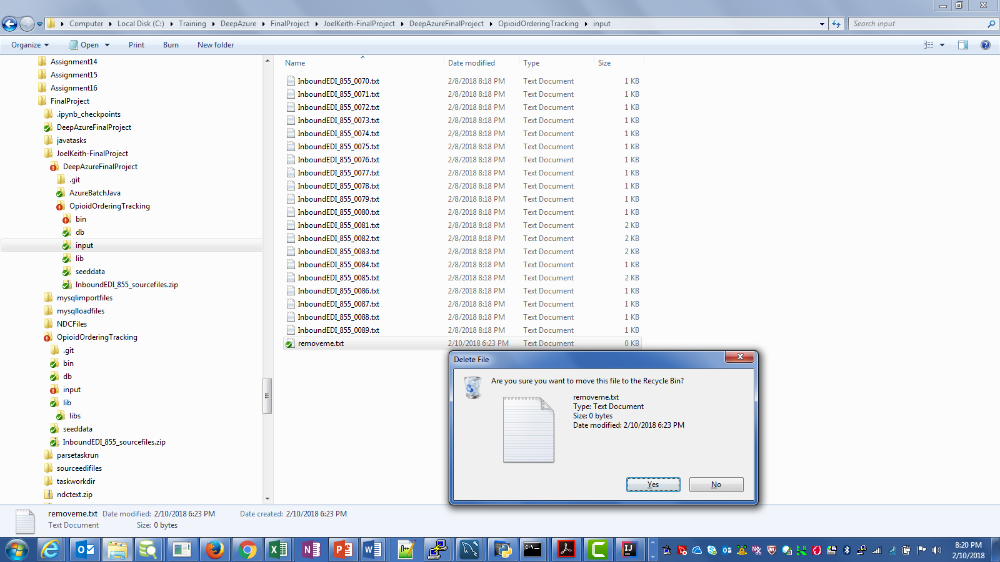 Computer Local Disk (C:) Training DeepAzure FinalProject JoelKeith-FinalProject DeepAzureFinalProject OpioidOrderingTracking input Search input
Organize Open Print Burn New folder
Assignment14
Assignment15
Assignment16
FinalProject
.ipynb_checkpoints
DeepAzureFinalProject
javatasks
JoelKeith-FinalProject
DeepAzureFinalProject
.git
AzureBatchJava
OpioidOrderingTracking
bin
db
input
lib
seeddata
InboundEDI_855_sourcefiles.zip
mysqlimportfiles
mysqlloadfiles
NDCFiles
OpioidOrderingTracking
.git
bin
db
input
lib
libs
seeddata
InboundEDI_855_sourcefiles.zip
parsetaskrun
sourceedifiles
taskworkdir
ndctext.zip
Name Date modified Type Size
InboundEDI_855_0070.txt 2/8/2018 8:18 PM Text Document 1 KB
InboundEDI_855_0071.txt 2/8/2018 8:18 PM Text Document 1 KB
InboundEDI_855_0072.txt 2/8/2018 8:18 PM Text Document 1 KB
InboundEDI_855_0073.txt 2/8/2018 8:18 PM Text Document 1 KB
InboundEDI_855_0074.txt 2/8/2018 8:18 PM Text Document 1 KB
InboundEDI_855_0075.txt 2/8/2018 8:18 PM Text Document 1 KB
InboundEDI_855_0076.txt 2/8/2018 8:18 PM Text Document 1 KB
InboundEDI_855_0077.txt 2/8/2018 8:18 PM Text Document 1 KB
InboundEDI_855_0078.txt 2/8/2018 8:18 PM Text Document 1 KB
InboundEDI_855_0079.txt 2/8/2018 8:18 PM Text Document 1 KB
InboundEDI_855_0080.txt 2/8/2018 8:18 PM Text Document 1 KB
InboundEDI_855_0081.txt 2/8/2018 8:18 PM Text Document 2 KB
InboundEDI_855_0082.txt 2/8/2018 8:18 PM Text Document 2 KB
InboundEDI_855_0083.txt 2/8/2018 8:18 PM Text Document 2 KB
InboundEDI_855_0084.txt 2/8/2018 8:18 PM Text Document 1 KB
InboundEDI_855_0085.txt 2/8/2018 8:18 PM Text Document 2 KB
InboundEDI_855_0086.txt 2/8/2018 8:18 PM Text Document 1 KB
InboundEDI_855_0087.txt 2/8/2018 8:18 PM Text Document 1 KB
InboundEDI_855_0088.txt 2/8/2018 8:18 PM Text Document 1 KB
InboundEDI_855_0089.txt 2/8/2018 8:18 PM Text Document 1 KB
removeme.txt 2/10/2018 6:23 PM Text Document 0 KB
Delete File
Are you sure you want to move this file to the Recycle Bin?
removeme.txt
Type: Text Document
Size: 0 bytes
Date modified: 2/10/2018 6:23 PM
Yes No
removeme.txt Date modified: 2/10/2018 6:23 PM Date created: 2/10/2018 6:23 PM
Text Document Size: 0 bytes
8:20 PM
2/10/2018